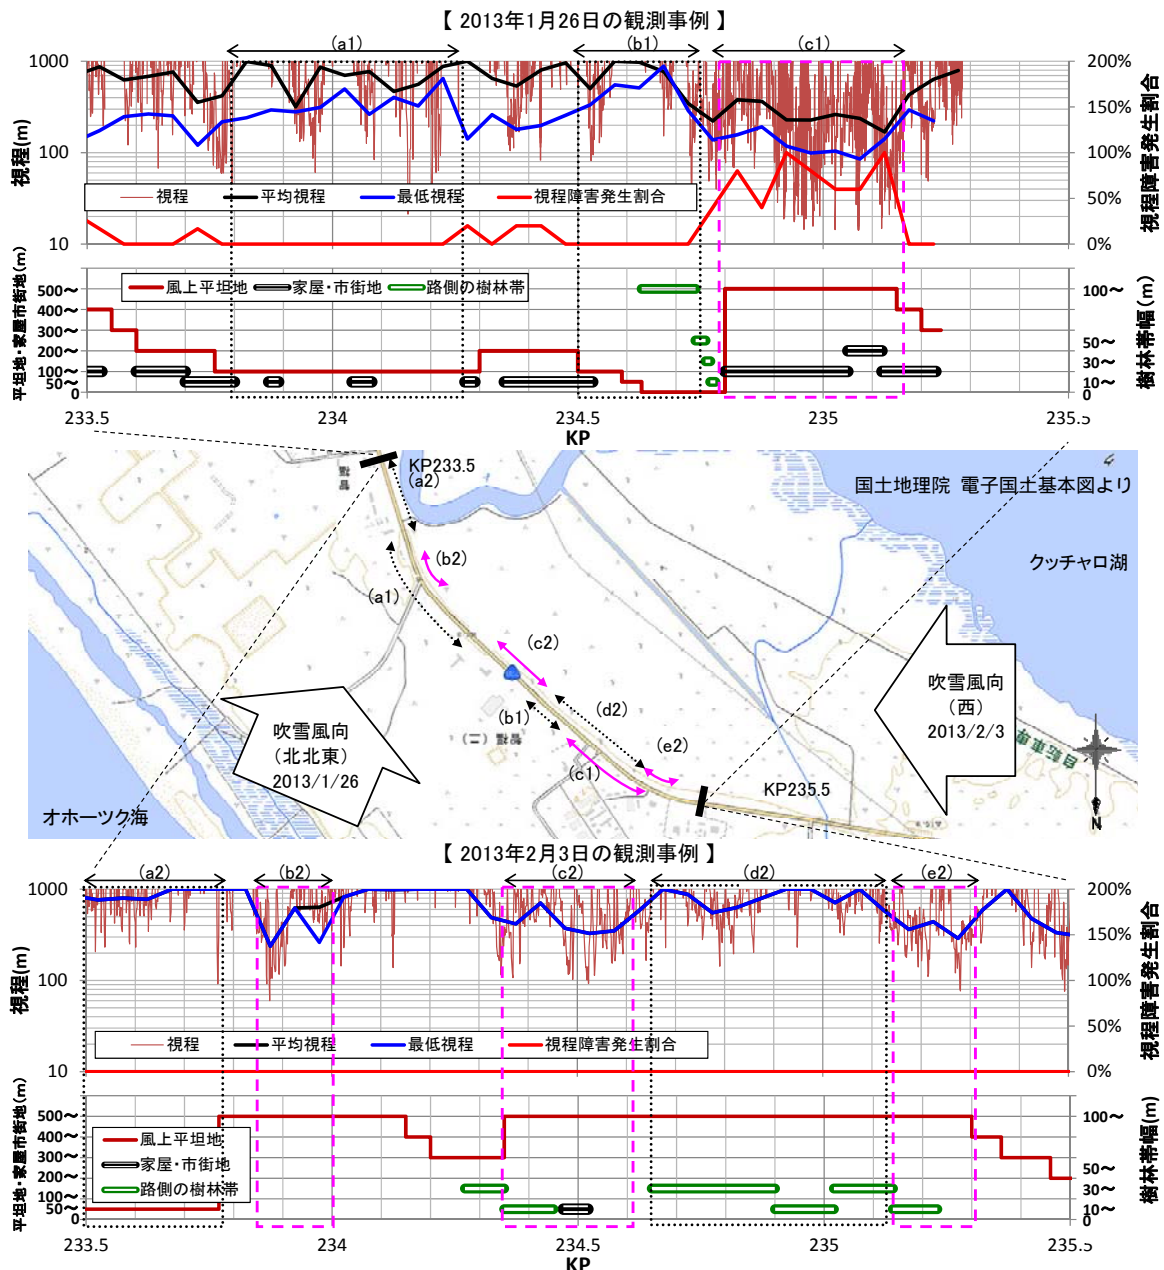 【 2013年1月26日の観測事例 】
(a1) (b1) (c1)
1000
100
10
視程(m)
200%
150%
100%
50%
0%
視程障害発生割合
視程 平均視程 最低視程 視程障害発生割合
風上平坦地 家屋・市街地 路側の樹林帯
500～
400～
300～
200～
100～
50～
0
平坦地・家屋市街地(m)
100～
50～
30～
10～
0
樹林帯幅(m)
233.5 234 234.5 235 235.5
KP
KP233.5
(a2)
国土地理院 電子国土基本図より
クッチャロ湖
(b2)
(a1)
(c2)
(b1)
(d2)
(e2)
(c1)
KP235.5
吹雪風向
(北北東)
2013/1/26
吹雪風向
(西)
2013/2/3
オホーツク海
自転車専
N
【 2013年2月3日の観測事例 】
(a2) (b2) (c2) (d2) (e2)
1000
100
10
視程(m)
200%
150%
100%
50%
0%
視程障害発生割合
視程 平均視程 最低視程 視程障害発生割合
風上平坦地
家屋・市街地
路側の樹林帯
500～
400～
300～
200～
100～
50～
0
平坦地・家屋市街地(m)
100～
50～
30～
10～
0
樹林帯幅(m)
233.5 234 234.5 235 235.5
KP